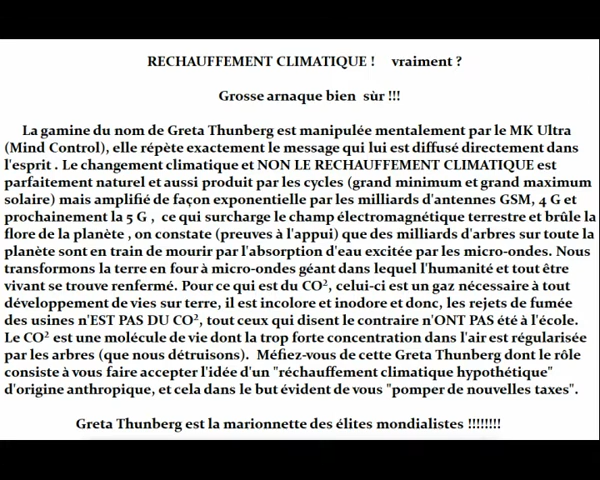 RECHAUFFEMENT CLIMATIQUE ! vraiment ?
Grosse arnaque bien sùr !!!
La gamine du nom de Greta Thunberg est manipulée mentalement par le MK Ultra
(Mind Control), elle répète exactement le message qui lui est diffusé directement dans
l'esprit . Le changement climatique et NON LE RECHAUFFEMENT CLIMATIQUE est
parfaitement naturel et aussi produit par les cycles (grand minimum et grand maximum
solaire) mais amplifié de façon exponentielle par les milliards d'antennes GSM, 4 G et
prochainement la 5 G , ce qui surcharge le champ électromagnétique terrestre et brûle la
flore de la planète , on constate (preuves à l'appui) que des milliards d'arbres sur toute la
planète sont en train de mourir par l'absorption d'eau excitée par les micro-ondes. Nous
transformons la terre en four à micro-ondes géant dans lequel l'humanité et tout être
vivant se trouve renfermé. Pour ce qui est du CO², celui-ci est un gaz nécessaire à tout
développement de vies sur terre, il est incolore et inodore et donc, les rejets de fumée
des usines n'EST PAS DU CO², tout ceux qui disent le contraire n'ONT PAS été à l'école.
Le CO² est une molécule de vie dont la trop forte concentration dans l'air est régularisée
par les arbres (que nous détruisons). Méfiez-vous de cette Greta Thunberg dont le rôle
consiste à vous faire accepter l'idée d'un "réchauffement climatique hypothétique"
d'origine anthropique, et cela dans le but évident de vous "pomper de nouvelles taxes".
Greta Thunberg est la marionnette des élites mondialistes !!!!!!!!